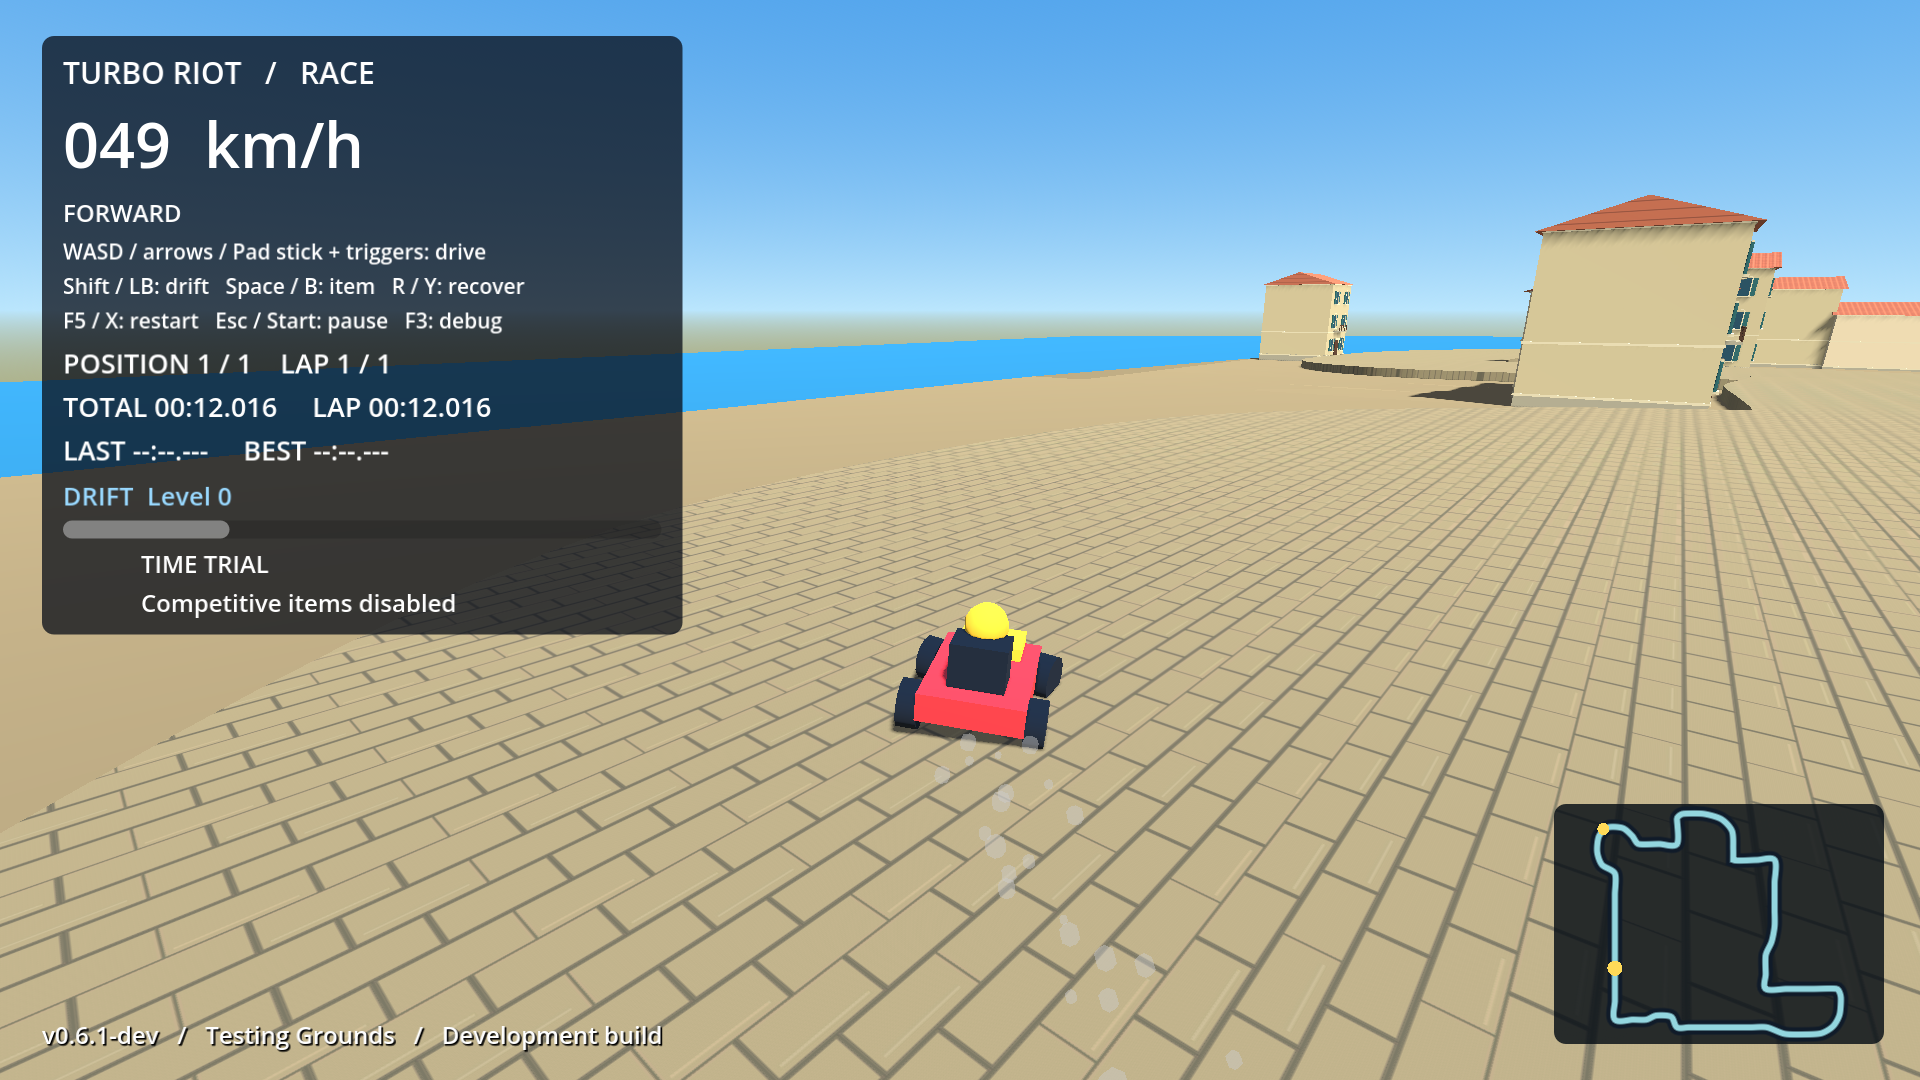 TURBO RIOT / RACE
049 km/h
FORWARD
WASD / arrows / Pad stick + triggers: drive
Shift / LB: drift Space / B: item R / Y: recover
F5 / X: restart Esc / Start: pause F3: debug
POSITION 1 / 1 LAP 1 / 1
TOTAL 00:12.016 LAP 00:12.016
LAST --:--.--- BEST --:--.---
DRIFT Level 0
TIME TRIAL
Competitive items disabled
v0.6.1-dev / Testing Grounds / Development build